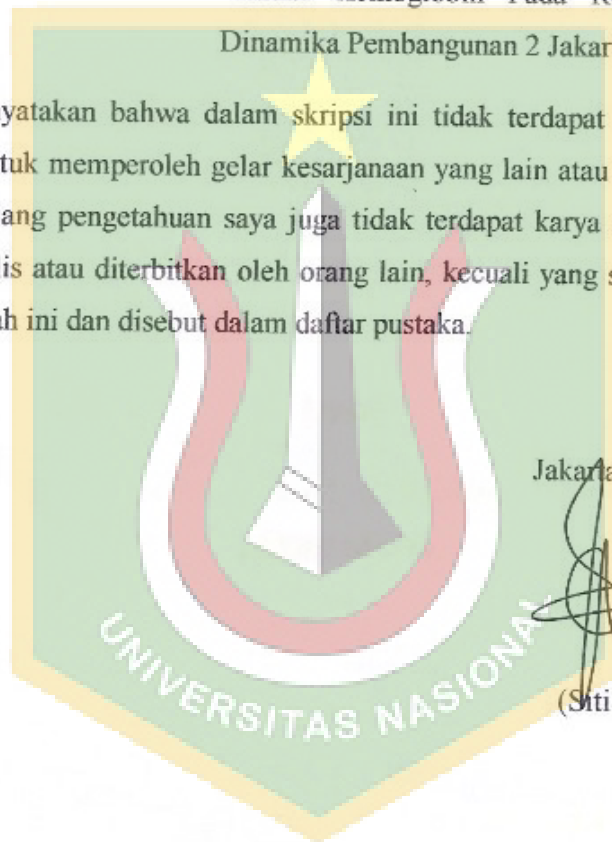 Hemoglobin Pada R
Dinamika Pembangunan 2 Jakar
yatakan bahwa dalam skripsi ini tidak terdapat
tuk memperoleh gelar kesarjanaan yang lain atau
ang pengetahuan saya juga tidak terdapat karya
is atau diterbitkan oleh orang lain, kecuali yang s
h ini dan disebut dalam daftar pustaka.
Jakarta
(Siti
UNIVERSITAS NASIONAL